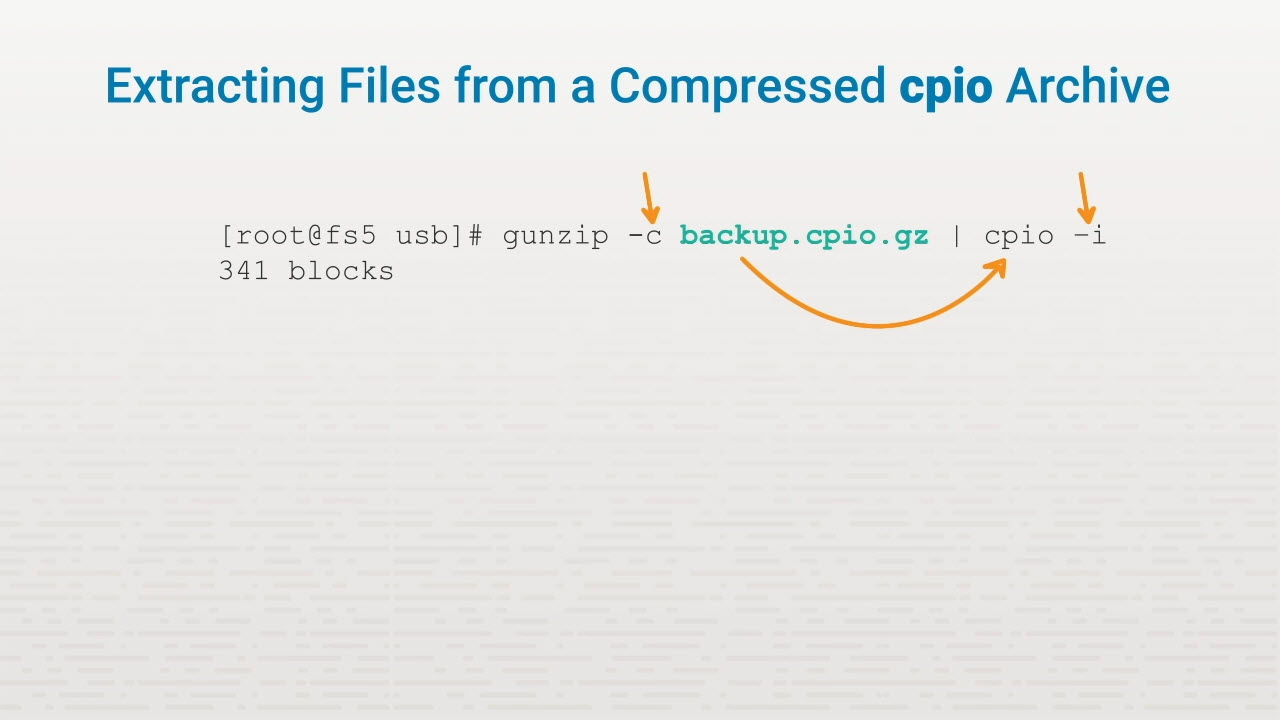 Extracting Files from a Compressed cpio Archive
[root@fs5 usb]# gunzip -c backup.cpio.gz | cpio –i
341 blocks